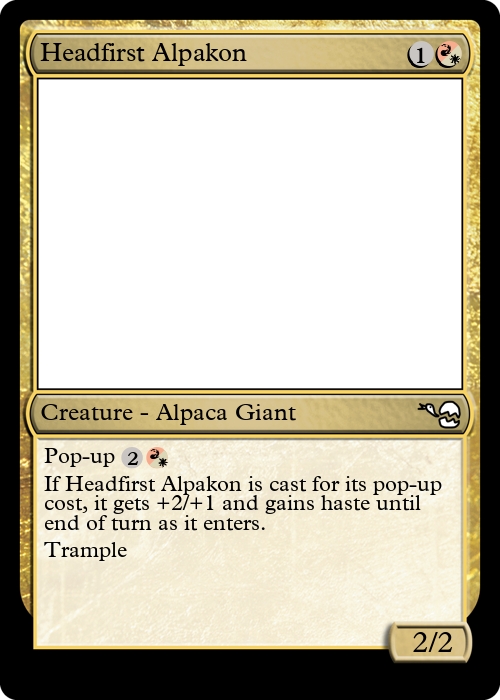 Headfirst Alpakon 1
Creature - Alpaca Giant
Pop-up 2
If Headfirst Alpakon is cast for its pop-up
cost, it gets +2/+1 and gains haste until
end of turn as it enters.
Trample
2/2